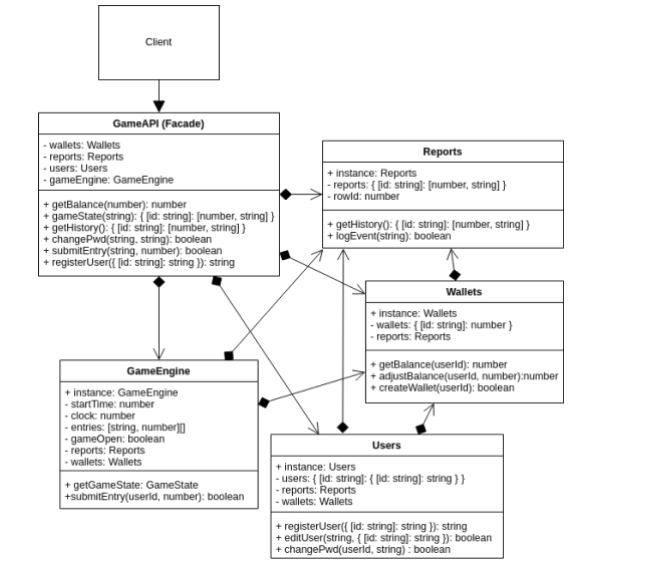 Client
GameAPI (Facade)
- wallets: Wallets
- reports: Reports
- users: Users
- gameEngine: GameEngine
+ getBalance(number): number
+ gameState(string): { [id: string]: [number, string] }
+ getHistory(): { [id: string]: [number, string] }
+ changePwd(string, string): boolean
+ submitEntry(string, number): boolean
+ registerUser({ [id: string]: string }): string
Reports
+ instance: Reports
- reports: { [id: string]: [number, string] }
- rowId: number
+ getHistory(): { [id: string]: [number, string] }
+ logEvent(string): boolean
Wallets
+ instance: Wallets
- wallets: { [id: string]: number }
- reports: Reports
+ getBalance(userId): number
+ adjustBalance(userId, number):number
+ createWallet(userId): boolean
GameEngine
+ instance: GameEngine
- startTime: number
- clock: number
- entries: [string, number][]
- gameOpen: boolean
- reports: Reports
- wallets: Wallets
+ getGameState: GameState
+submitEntry(userId, number): boolean
Users
+ instance: Users
- users: { [id: string]: { [id: string]: string } }
- reports: Reports
- wallets: Wallets
+ registerUser({ [id: string]: string }): string
+ editUser(string, { [id: string]: string }): boolean
+ changePwd(userId, string) : boolean